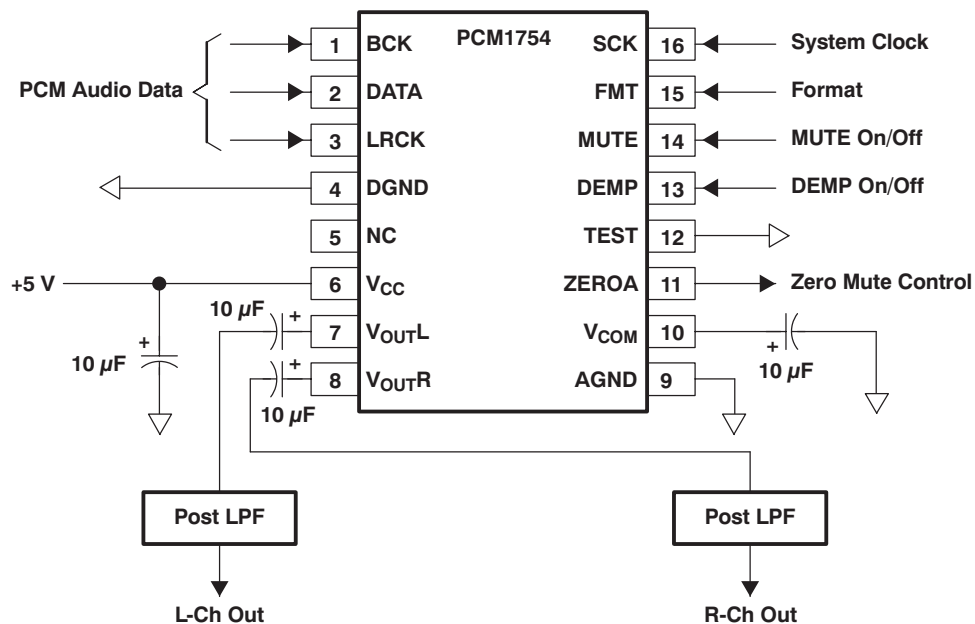 PCM1754
PCM Audio Data
1 BCK
2 DATA
3 LRCK
4 DGND
5 NC
+5 V
6 VCC
10 µF
+
7 VOUTL
10 µF
+
8 VOUTR
+
10 µF
SCK 16 System Clock
FMT 15 Format
MUTE 14 MUTE On/Off
DEMP 13 DEMP On/Off
TEST 12
ZEROA 11 Zero Mute Control
VCOM 10
+
10 µF
AGND 9
Post LPF
L-Ch Out
Post LPF
R-Ch Out